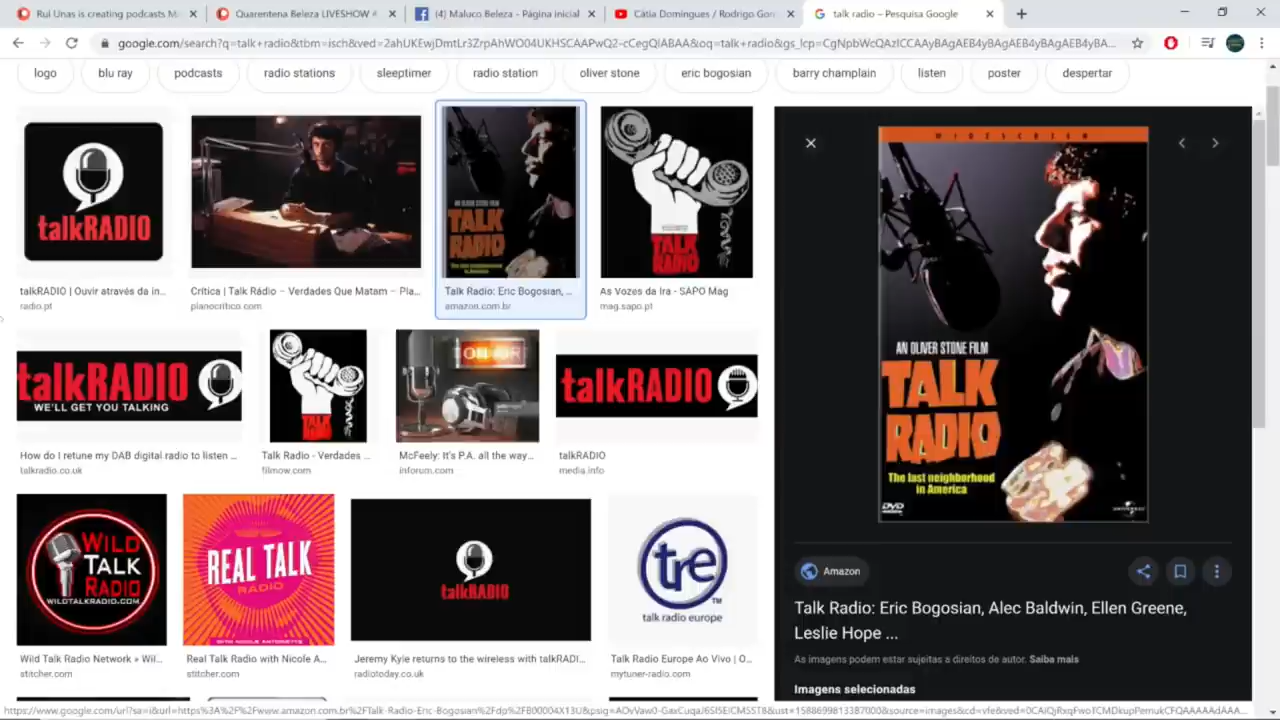 Rui Unas is creating podcasts M
Quarentena Beleza LIVESHOW #
(4) Maluco Beleza - Página inicial
Cátia Domingues / Rodrigo Gom
talk radio – Pesquisa Google
logo
blu ray
podcasts
radio stations
sleeptimer
radio station
oliver stone
eric bogosian
barry champlain
listen
poster
despertar
talkRADIO
TALK RADIO
TALK RADIO
talkRADIO | Ouvir através da in...
radio.pt
Crítica | Talk Rádio – Verdades Que Matam – Pla...
planocritico.com
Talk Radio: Eric Bogosian, ...
amazon.com.br
As Vozes da Ira - SAPO Mag
mag.sapo.pt
WIDESCREEN
AN OLIVER STONE FILM
TALK
RADIO
The last neighborhood
in America
DVD
talkRADIO
WE'LL GET YOU TALKING
TALK RADIO
ON AIR
talkRADIO
How do I retune my DAB digital radio to listen ...
talkradio.co.uk
Talk Radio - Verdades ...
filmow.com
McFeely: It's P.A. all the way...
inforum.com
talkRADIO
media.info
WILD
TALK
RADIO
WILDTALKRADIO.COM
REAL TALK
RADIO
WITH NICOLE ANTOINETTE
talkRADIO
tre
TM
talk radio europe
Wild Talk Radio Network » Wil...
stitcher.com
Real Talk Radio with Nicole A...
stitcher.com
Jeremy Kyle returns to the wireless with talkRADI...
radiotoday.co.uk
Talk Radio Europe Ao Vivo | O...
mytuner-radio.com
Amazon
Talk Radio: Eric Bogosian, Alec Baldwin, Ellen Greene,
Leslie Hope ...
As imagens podem estar sujeitas a direitos de autor. Saiba mais
Imagens selecionadas